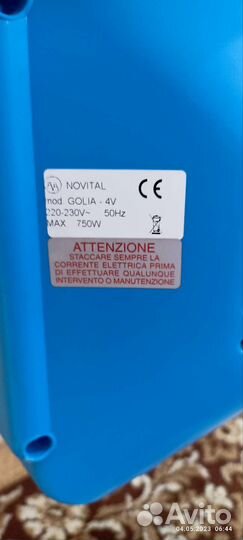 NOVITAL
mod. GOLIA - 4V
220-230V~ 50Hz
MAX 750W
CE
ATTENZIONE
STACCARE SEMPRE LA
CORRENTE ELETTRICA PRIMA
DI EFFETTUARE QUALUNQUE
INTERVENTO O MANUTENZIONE
Avito
04.05.2023 06:44